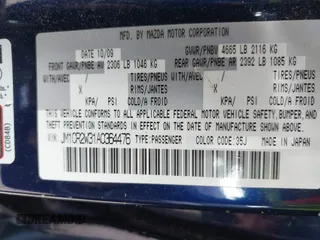 MFD. BY MAZDA MOTOR CORPORATION
DATE 10/09 GVWR/PNBV 4665 LB 2116 KG
FRONT GAWR/PNBE AV 2306 LB 1046 KG REAR GAWR/PNBE AR 2392 LB 1085 KG
WITH/AVEC TIRES/PNEUS WITH/AVEC TIRES/PNEUS
X RIMS/JANTES X RIMS/JANTES
KPA/ PSI COLD/A FROID KPA/ PSI COLD/A FROID
THIS VEHICLE CONFORMS TO ALL APPLICABLE FEDERAL MOTOR VEHICLE SAFETY, BUMPER, AND
THEFT PREVENTION STANDARDS IN EFFECT ON THE DATE OF MANUFACTURE SHOWN ABOVE.
TYPE PASSENGER COLOR CODE: 35J MADE IN JAPAN